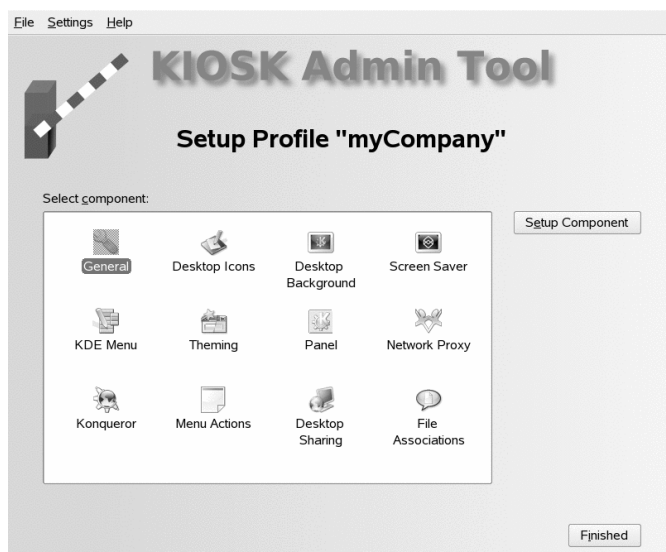 File Settings Help
KIOSK Admin Tool
Setup Profile "myCompany"
Select component:
Setup Component
General
Desktop Icons
Desktop
Background
Screen Saver
KDE Menu
Theming
Panel
Network Proxy
Konqueror
Menu Actions
Desktop
Sharing
File
Associations
Finished